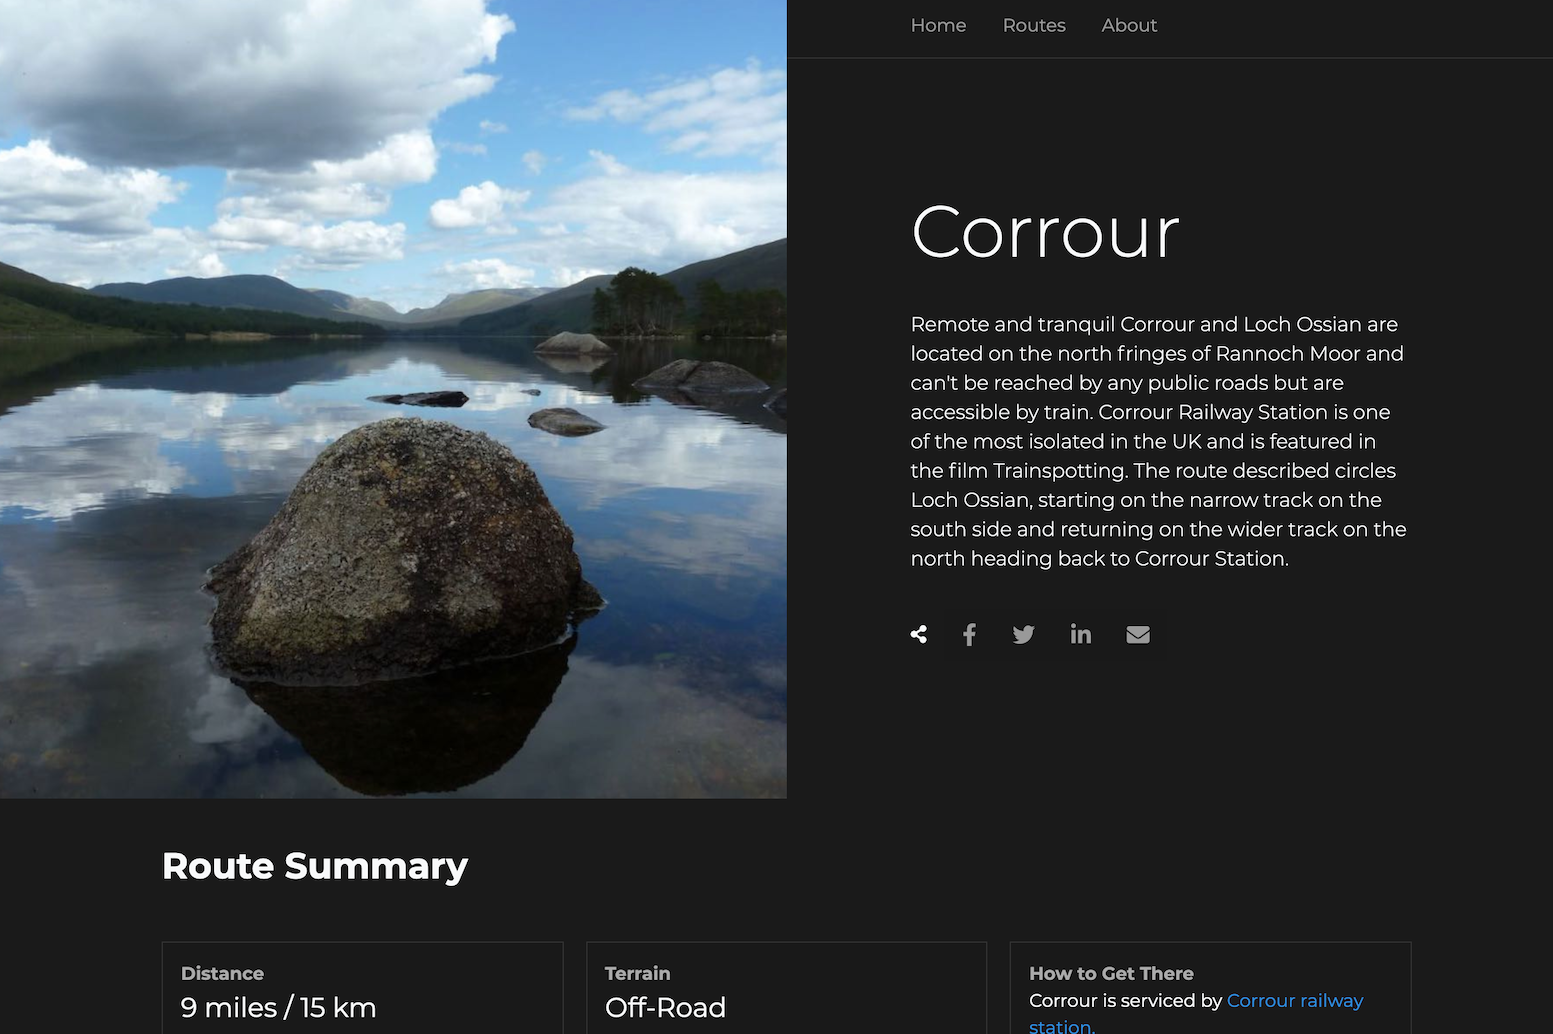 Home Routes About
Corrour
Remote and tranquil Corrour and Loch Ossian are
located on the north fringes of Rannoch Moor and
can't be reached by any public roads but are
accessible by train. Corrour Railway Station is one
of the most isolated in the UK and is featured in
the film Trainspotting. The route described circles
Loch Ossian, starting on the narrow track on the
south side and returning on the wider track on the
north heading back to Corrour Station.
Route Summary
Distance
9 miles / 15 km
Terrain
Off-Road
How to Get There
Corrour is serviced by Corrour railway
station.